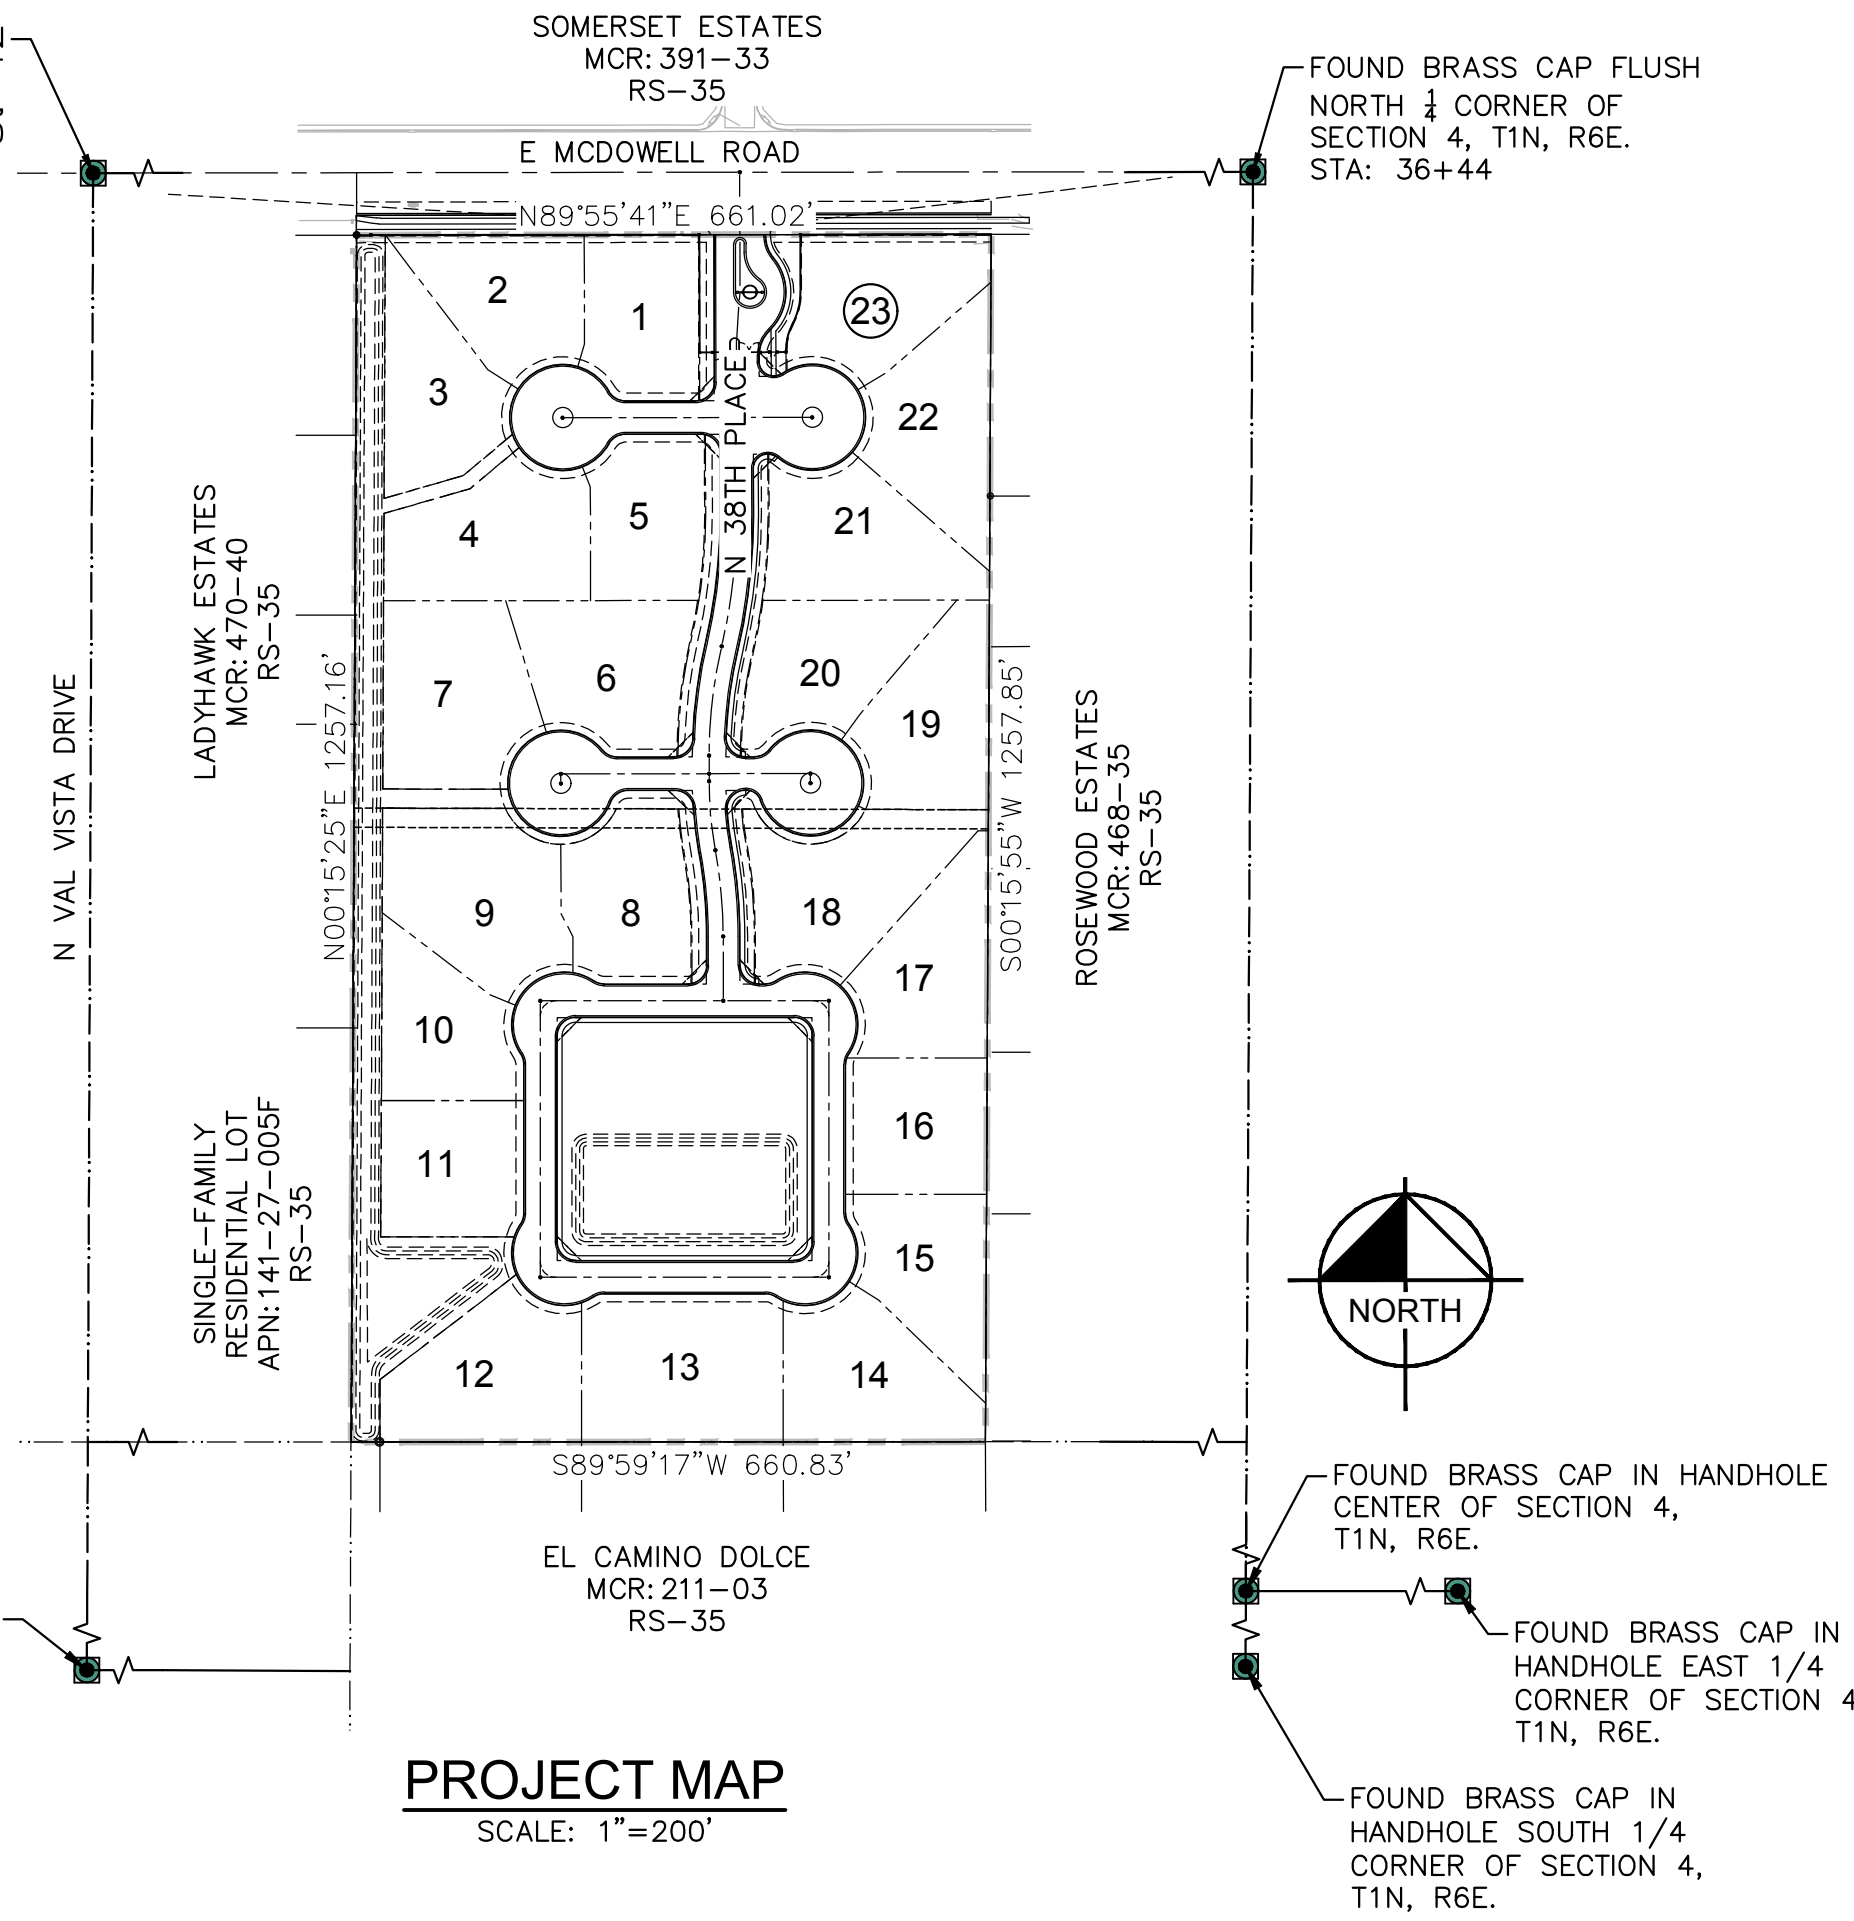 SOMERSET ESTATES
MCR: 391-33
RS-35
FOUND BRASS CAP FLUSH
NORTH ¼ CORNER OF
SECTION 4, T1N, R6E.
STA: 36+44
E MCDOWELL ROAD
N89°55'41"E 661.02'
2
1
23
3
22
N 38TH PLACE
4
5
21
LADYHAWK ESTATES
MCR: 470-40
RS-35
N VAL VISTA DRIVE
N00°15'25"E 1257.16'
7
6
20
19
S00°15'55"W 1257.85'
ROSEWOOD ESTATES
MCR: 468-35
RS-35
9
8
18
17
10
16
11
15
SINGLE-FAMILY
RESIDENTIAL LOT
APN: 141-27-005F
RS-35
12
13
14
NORTH
S89°59'17"W 660.83'
FOUND BRASS CAP IN HANDHOLE
CENTER OF SECTION 4,
T1N, R6E.
EL CAMINO DOLCE
MCR: 211-03
RS-35
FOUND BRASS CAP IN
HANDHOLE EAST 1/4
CORNER OF SECTION 4
T1N, R6E.
PROJECT MAP
SCALE: 1"=200'
FOUND BRASS CAP IN
HANDHOLE SOUTH 1/4
CORNER OF SECTION 4,
T1N, R6E.